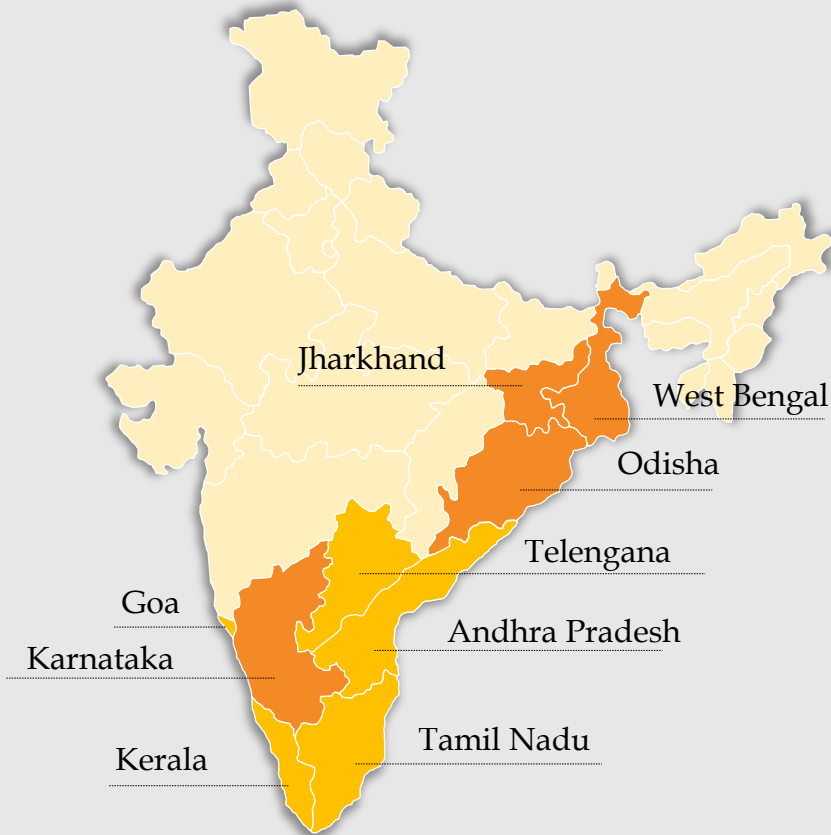 Jharkhand
West Bengal
Odisha
Telengana
Goa
Andhra Pradesh
Karnataka
Tamil Nadu
Kerala